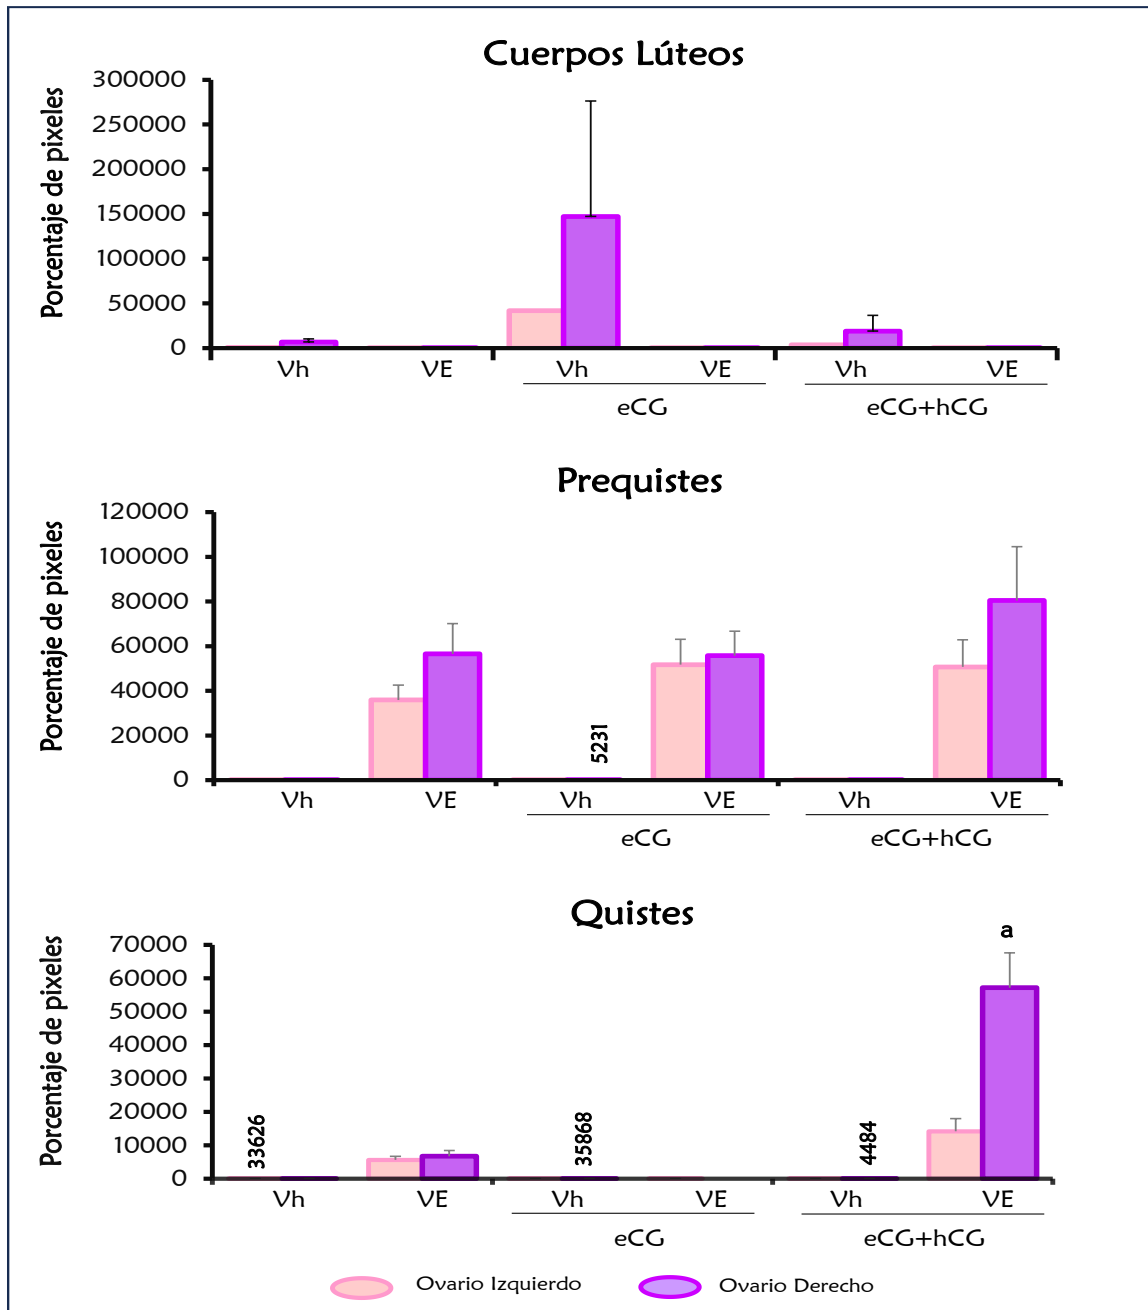 Cuerpos Lúteos
Porcentaje de pixeles
300000
250000
200000
150000
100000
50000
0
Vh VE Vh VE Vh VE
eCG eCG+hCG
Prequistes
Porcentaje de pixeles
120000
100000
80000
60000
40000
20000
0
5231
Vh VE Vh VE Vh VE
eCG eCG+hCG
Quistes
Porcentaje de pixeles
70000
60000
50000
40000
30000
20000
10000
0
a
33626 35868 4484
Vh VE Vh VE Vh VE
eCG eCG+hCG
Ovario Izquierdo Ovario Derecho